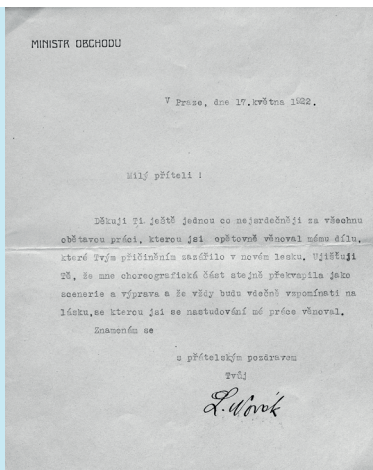 MINISTR OBCHODU
V Praze, dne 17.května 1922.
Milý příteli !
Děkuji Ti ještě jednou co nejsrdečněji za všechnu
obětavou práci, kterou jsi opětovně věnoval mému dílu,
které Tvým přičiněním zazářilo v novém lesku. Ujišťuji
Tě, že mne choreografická část stejně překvapila jako
scenerie a výprava a že vždy budu vděčně vzpomínati na
lásku,se kterou jsi se nastudování mé práce věnoval.
Znamenám se
s přátelským pozdravem
Tvůj
L. Novák